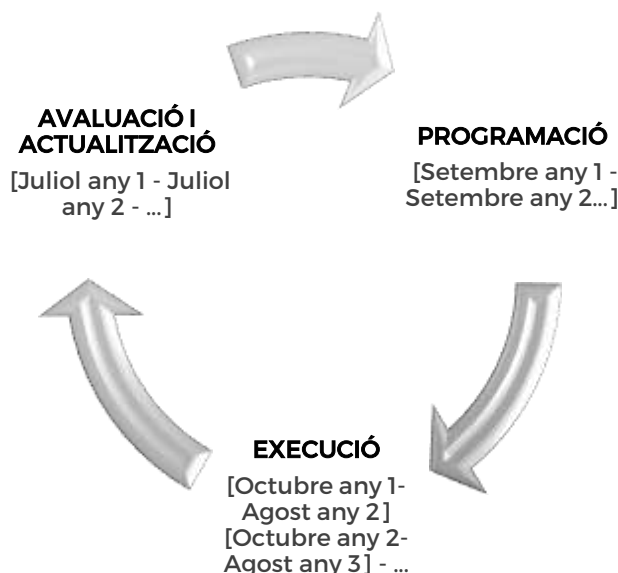 AVALUACIÓ I
ACTUALITZACIÓ
[Juliol any 1 - Juliol
any 2 - ...]
PROGRAMACIÓ
[Setembre any 1 -
Setembre any 2...]
EXECUCIÓ
[Octubre any 1-
Agost any 2]
[Octubre any 2-
Agost any 3] - ...